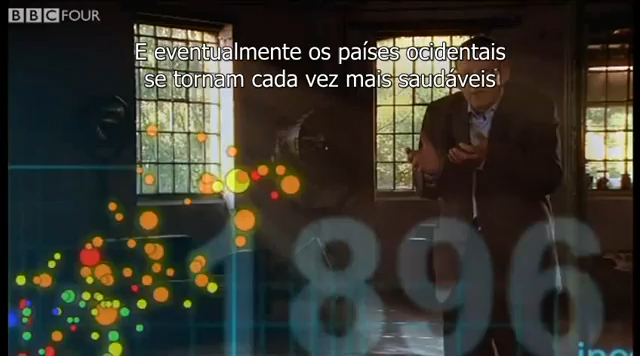 BBC FOUR
E eventualmente os países ocidentais
se tornam cada vez mais saudáveis
1896